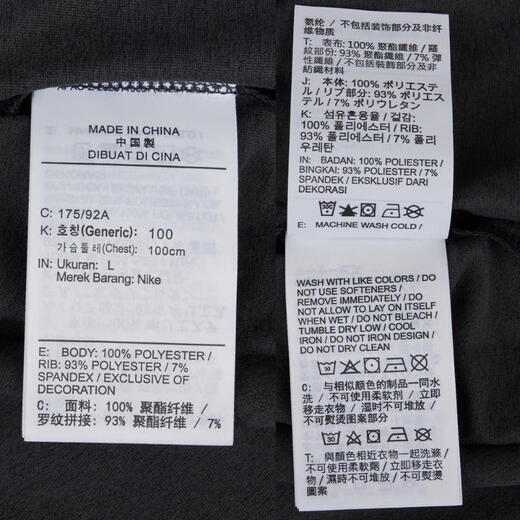 MADE IN CHINA
中國製
DIBUAT DI CINA
C: 175/92A
K: 호칭(Generic): 100
가슴둘레(Chest): 100cm
IN: Ukuran: L
Merek Barang: Nike
E: BODY: 100% POLYESTER /
RIB: 93% POLYESTER / 7%
SPANDEX / EXCLUSIVE OF
DECORATION
C: 面料: 100% 聚酯纤维 /
罗纹拼接: 93% 聚酯纤维 / 7%
氨纶 / 不包括装饰部分及非纤
维物质
T: 表布: 100% 聚酯纖維 / 羅
紋部份: 93% 聚酯纖維 / 7% 彈
性纖維 / 不包括裝飾部分及非
紡織材料
J: 本体: 100% ポリエステ
ル / リブ部分: 93% ポリエス
テル / 7% ポリウレタン
K: 섬유혼용율 / 겉감:
100% 폴리에스터 / RIB:
93% 폴리에스터 / 7% 폴리
우레탄
IN: BADAN: 100% POLIESTER /
BINGKAI: 93% POLIESTER / 7%
SPANDEK / EKSKLUSIF DARI
DEKORASI
E: MACHINE WASH COLD /
WASH WITH LIKE COLORS / DO
NOT USE SOFTENERS /
REMOVE IMMEDIATELY / DO
NOT ALLOW TO LAY ON THEM
WHEN WET / DO NOT BLEACH /
TUMBLE DRY LOW / COOL
IRON / DO NOT IRON DESIGN /
DO NOT DRY CLEAN
C: 与相似颜色的制品一同水
洗 / 不可使用柔软剂 / 立即
移走衣物 / 湿时不可堆放 /
不可熨烫图案部分
T: 與顏色相近衣物一起洗滌 /
不可使用柔軟劑 / 立即移走衣
物 / 濕時不可堆放 / 不可熨燙
圖案 /